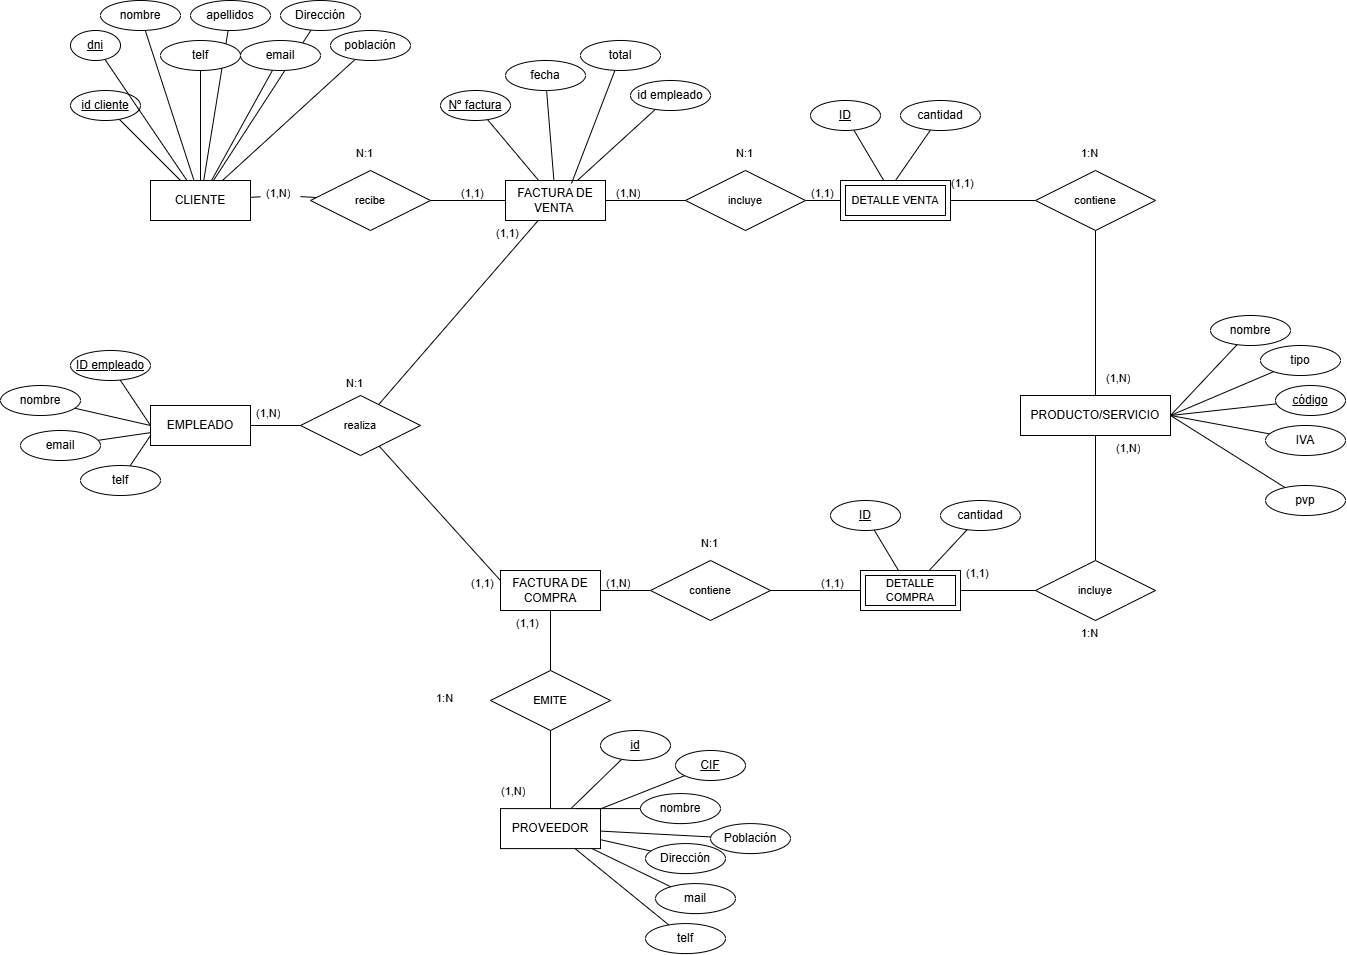 nombre
apellidos
Dirección
dni
telf
email
población
id cliente
total
fecha
Nº factura
id empleado
ID
cantidad
N:1
N:1
1:N
CLIENTE
(1,N)
recibe
(1,1)
FACTURA DE
VENTA
(1,N)
incluye
(1,1)
DETALLE VENTA
(1,1)
contiene
(1,1)
nombre
tipo
código
IVA
pvp
(1,N)
PRODUCTO/SERVICIO
(1,N)
ID empleado
nombre
email
telf
EMPLEADO
(1,N)
N:1
realiza
ID
cantidad
N:1
(1,1)
FACTURA DE
COMPRA
(1,N)
contiene
(1,1)
DETALLE
COMPRA
(1,1)
incluye
1:N
(1,1)
1:N
EMITE
(1,N)
PROVEEDOR
id
CIF
nombre
Población
Dirección
mail
telf